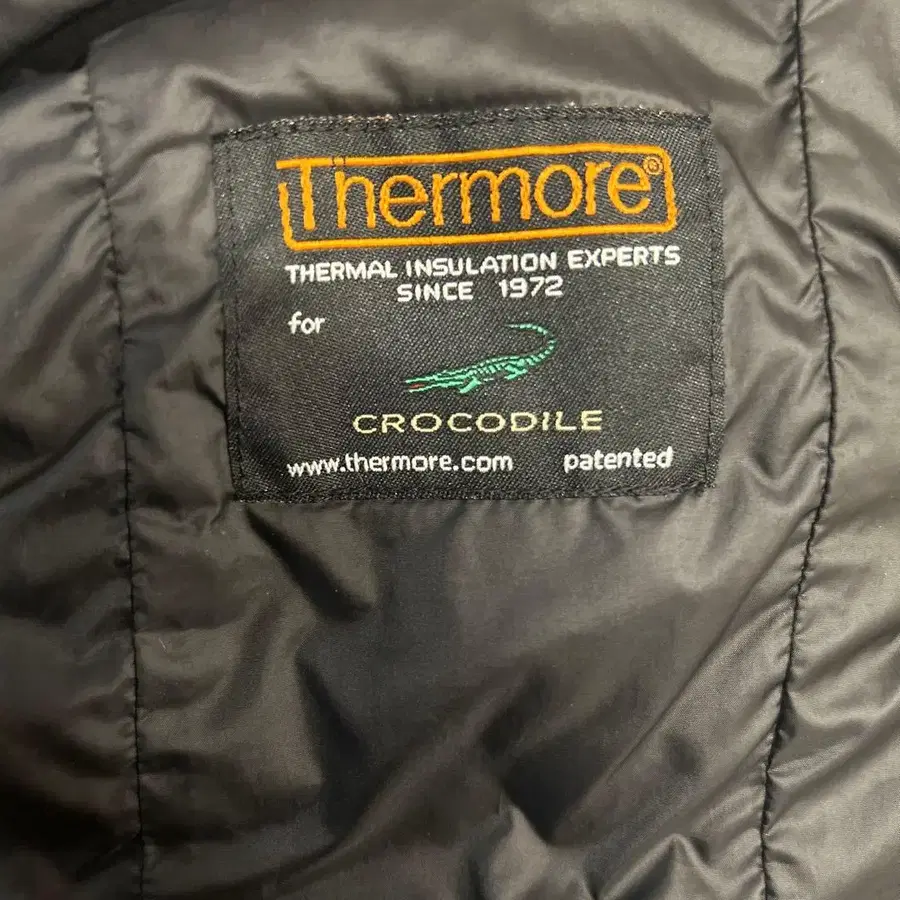 Thermore®
THERMAL INSULATION EXPERTS
SINCE 1972
for
CROCODILE
www.thermore.com patented